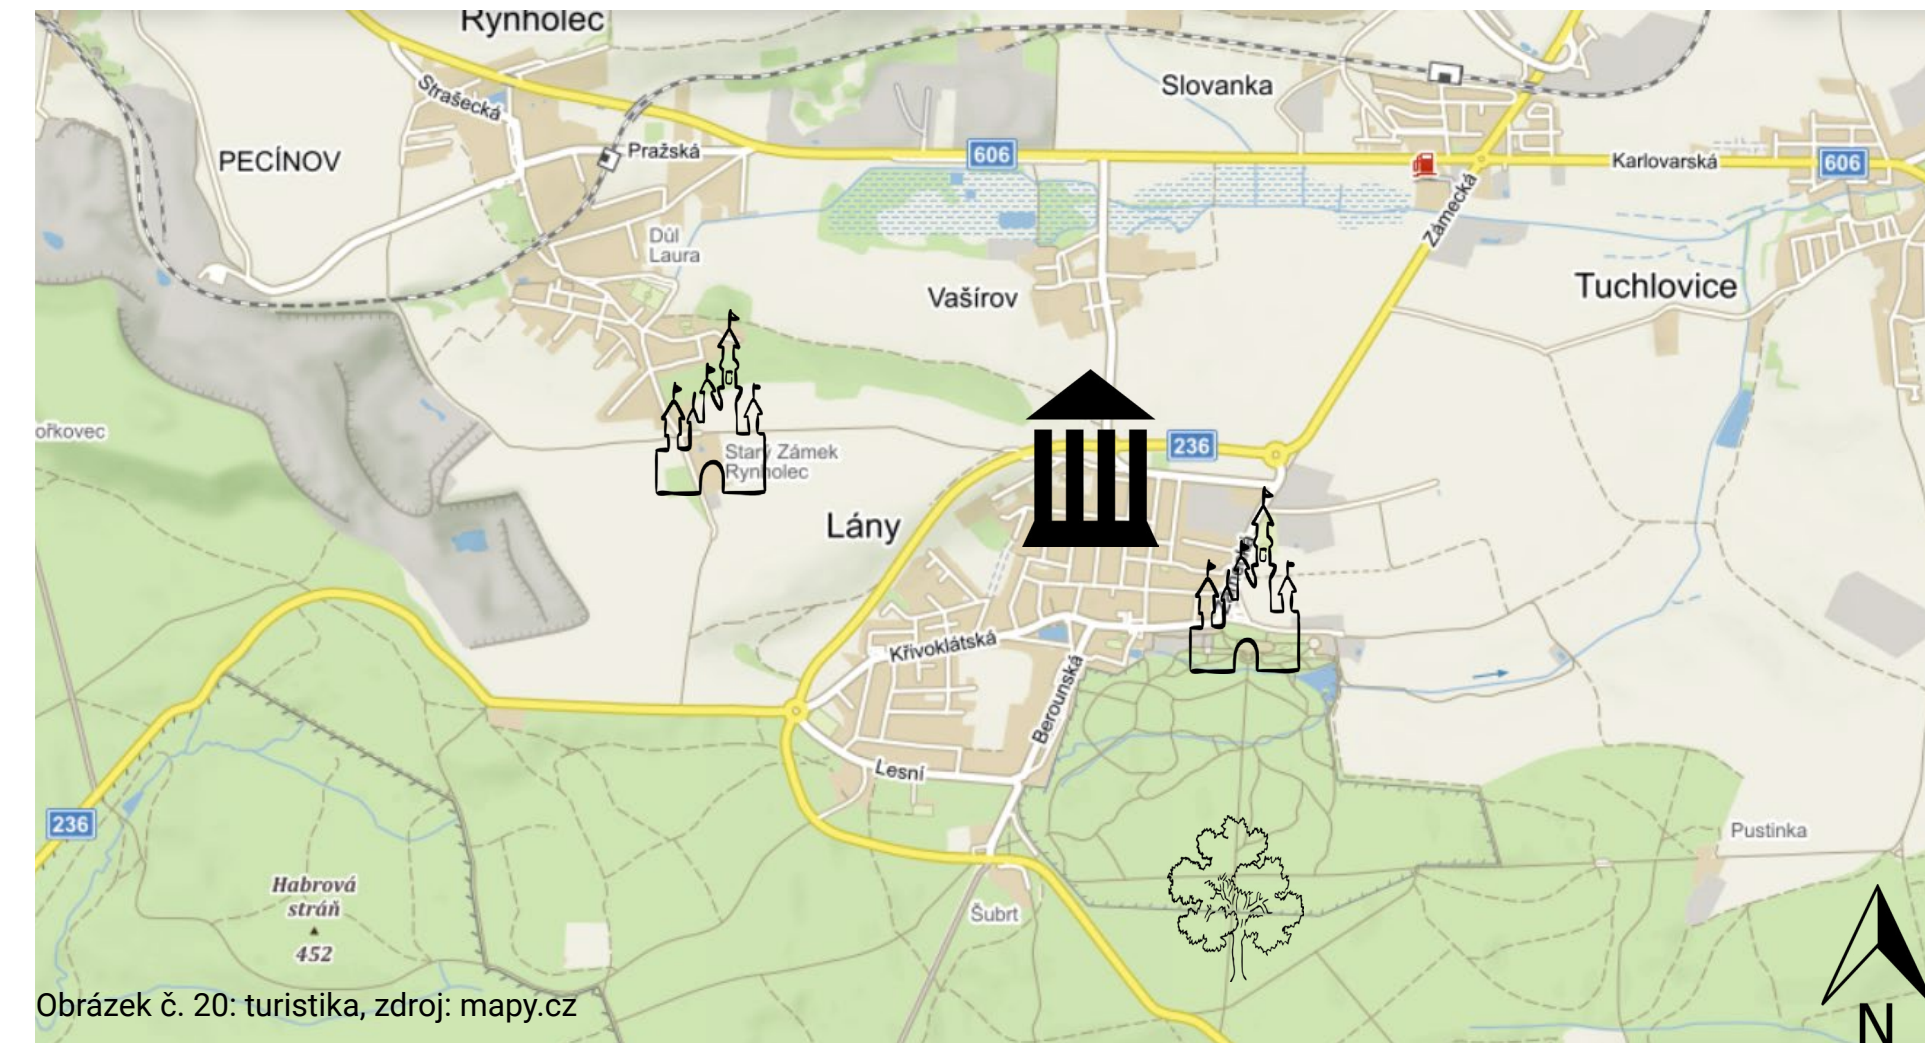 Rynholec
Strašecká
PECÍNOV
Pražská
606
Slovanka
Karlovarská
606
Zámecká
Důl
Laura
Vašírov
Tuchlovice
ořkovec
Starý Zámek
Rynholec
236
Lány
Křivoklátská
Berounská
Lesní
236
Pustinka
Habrová
stráň
452
Šubrt
Obrázek č. 20: turistika, zdroj: mapy.cz
N